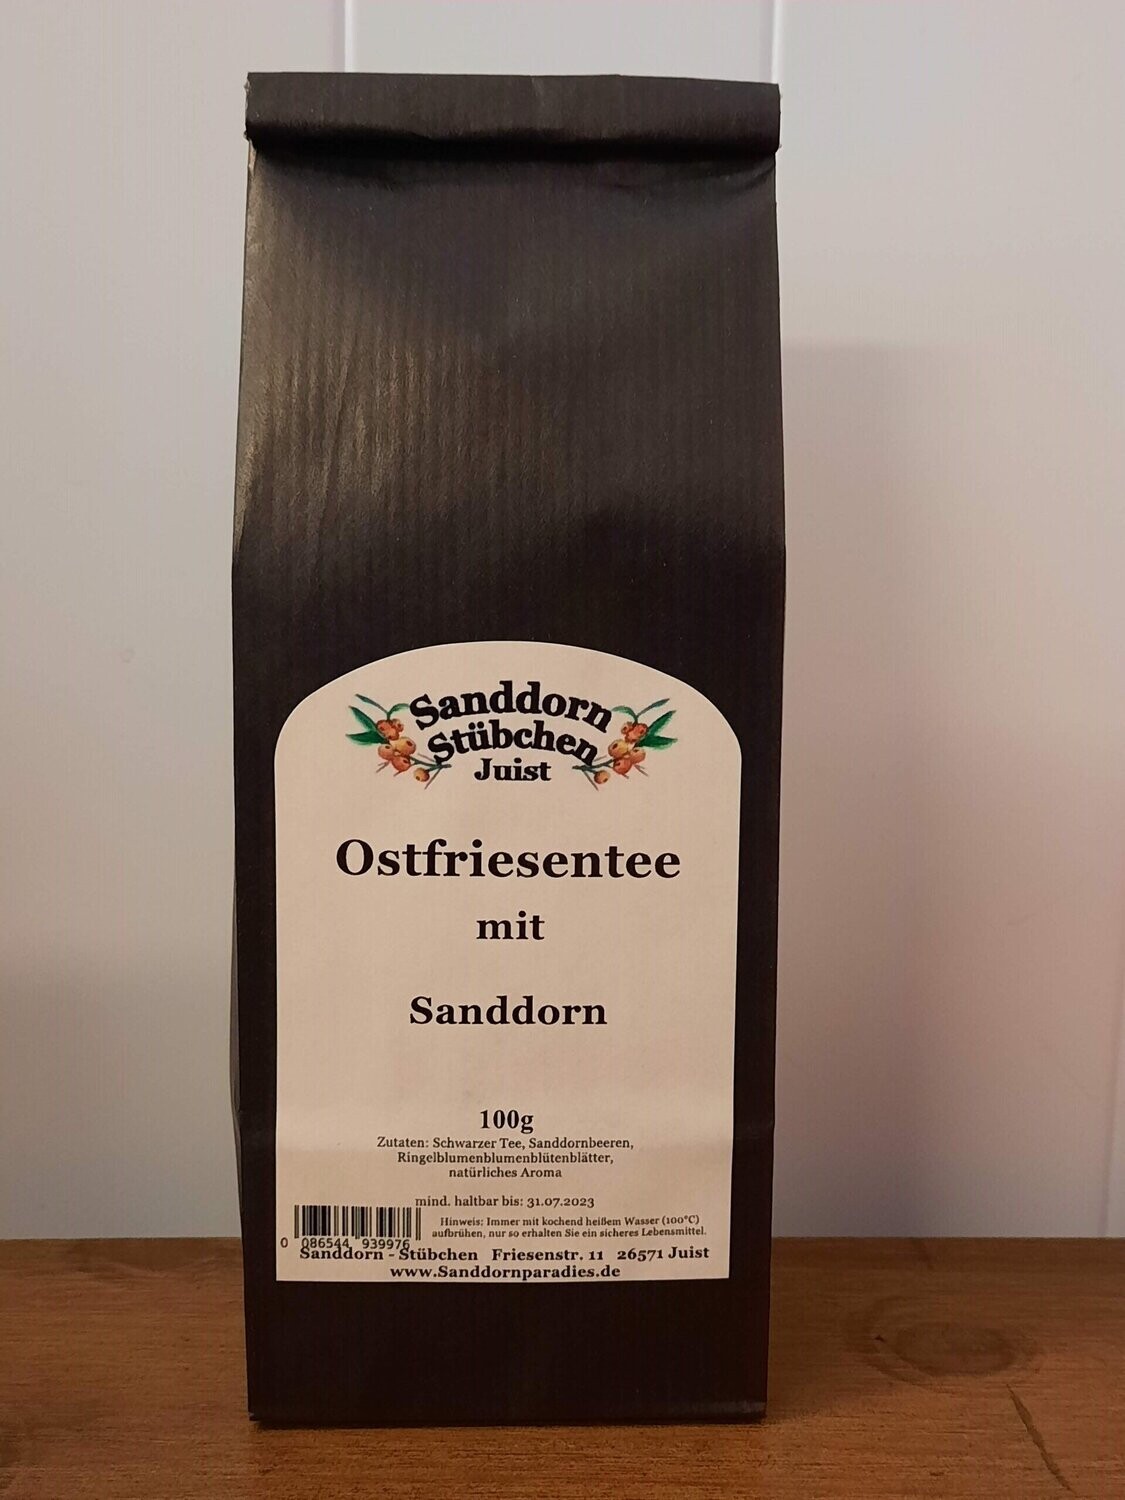 Sanddorn
Stübchen
Juist
Ostfriesentee
mit
Sanddorn
100g
Zutaten: Schwarzer Tee, Sanddornbeeren,
Ringelblumenblumenblütenblätter,
natürliches Aroma
mind. haltbar bis: 31.07.2023
Hinweis: Immer mit kochend heißem Wasser (100°C)
aufbrühen, nur so erhalten Sie ein sicheres Lebensmittel.
0 086544 939976
Sanddorn - Stübchen Friesenstr. 11 26571 Juist
www.Sanddornparadies.de